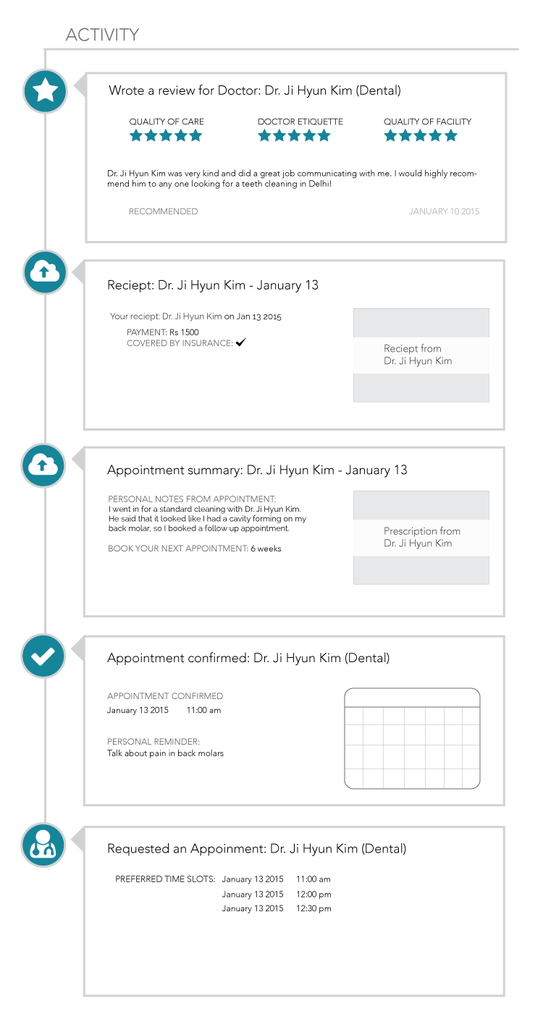 ACTIVITY
Wrote a review for Doctor: Dr. Ji Hyun Kim (Dental)
QUALITY OF CARE DOCTOR ETIQUETTE QUALITY OF FACILITY
Dr. Ji Hyun Kim was very kind and did a great job communicating with me. I would highly recom-
mend him to any one looking for a teeth cleaning in Delhi!
RECOMMENDED JANUARY 10 2015
Reciept: Dr. Ji Hyun Kim - January 13
Your reciept: Dr. Ji Hyun Kim on Jan 13 2015
PAYMENT: Rs 1500
COVERED BY INSURANCE:
Reciept from
Dr. Ji Hyun Kim
Appointment summary: Dr. Ji Hyun Kim - January 13
PERSONAL NOTES FROM APPOINTMENT:
I went in for a standard cleaning with Dr. Ji Hyun Kim.
He said that it looked like I had a cavity forming on my
back molar, so I booked a follow up appointment.
BOOK YOUR NEXT APPOINTMENT: 6 weeks
Prescription from
Dr. Ji Hyun Kim
Appointment confirmed: Dr. Ji Hyun Kim (Dental)
APPOINTMENT CONFIRMED
January 13 2015 11:00 am
PERSONAL REMINDER:
Talk about pain in back molars
Requested an Appoinment: Dr. Ji Hyun Kim (Dental)
PREFERRED TIME SLOTS: January 13 2015 11:00 am
January 13 2015 12:00 pm
January 13 2015 12:30 pm